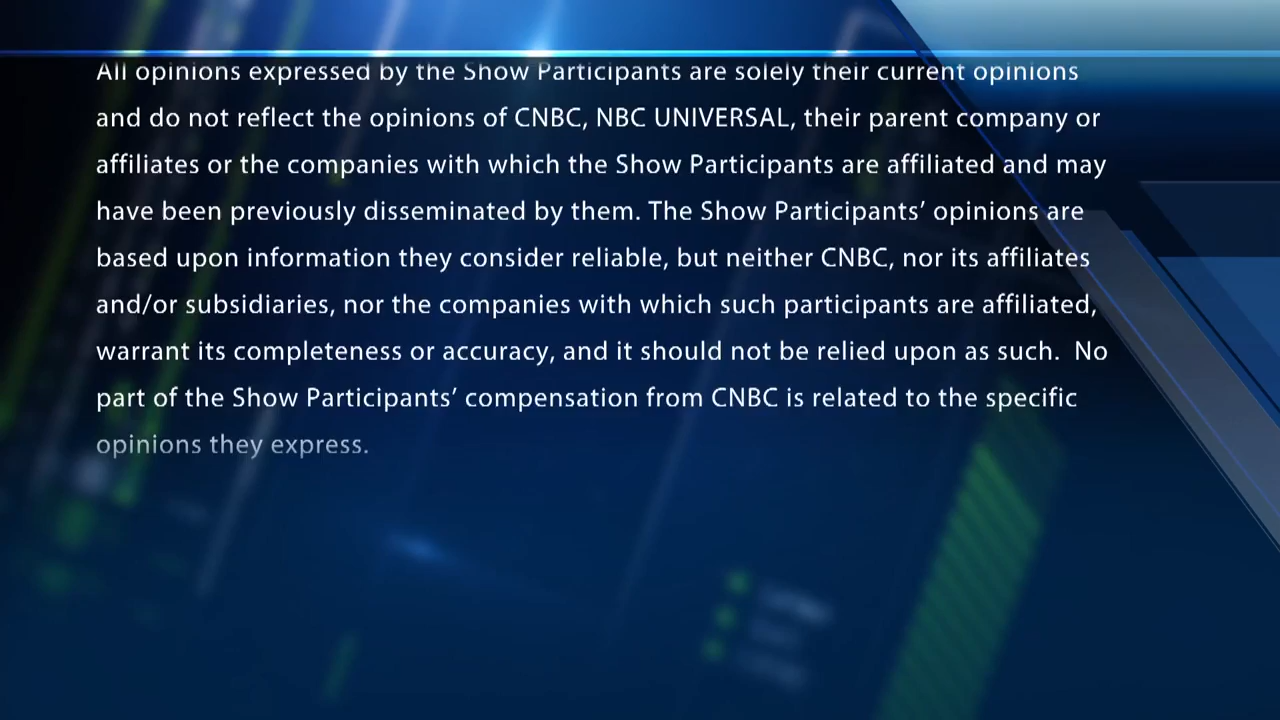 All opinions expressed by the Show Participants are solely their current opinions
and do not reflect the opinions of CNBC, NBC UNIVERSAL, their parent company or
affiliates or the companies with which the Show Participants are affiliated and may
have been previously disseminated by them. The Show Participants’ opinions are
based upon information they consider reliable, but neither CNBC, nor its affiliates
and/or subsidiaries, nor the companies with which such participants are affiliated,
warrant its completeness or accuracy, and it should not be relied upon as such.  No
part of the Show Participants’ compensation from CNBC is related to the specific
opinions they express.